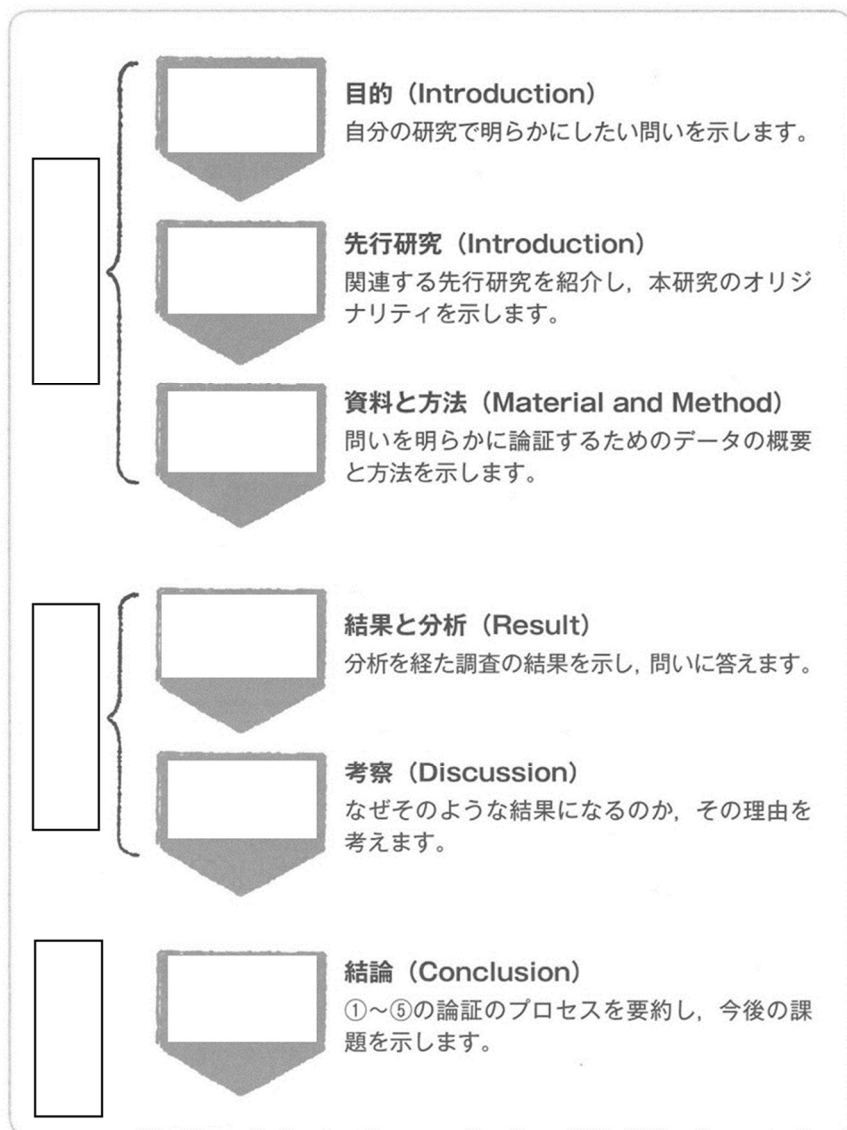 目的（Introduction）
自分の研究で明らかにしたい問いを示します。
先行研究（Introduction）
関連する先行研究を紹介し，本研究のオリジ
ナリティを示します。
資料と方法（Material and Method）
問いを明らかに論証するためのデータの概要
と方法を示します。
結果と分析（Result）
分析を経た調査の結果を示し，問いに答えます。
考察（Discussion）
なぜそのような結果になるのか，その理由を
考えます。
結論（Conclusion）
①～⑤の論証のプロセスを要約し，今後の課
題を示します。